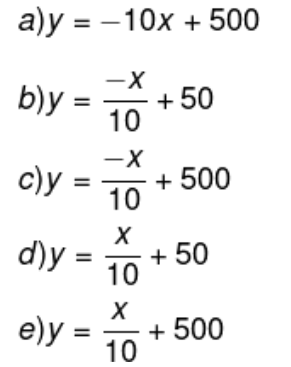 a)y = −10x + 500
b)y = −x/10 + 50
c)y = −x/10 + 500
d)y = x/10 + 50
e)y = x/10 + 500